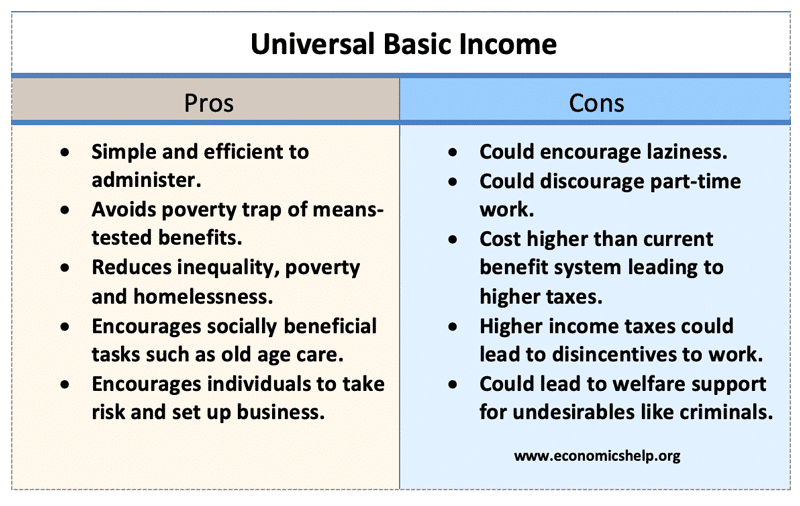 Universal Basic Income
Pros
Cons
• Simple and efficient to
administer.
• Avoids poverty trap of means-
tested benefits.
• Reduces inequality, poverty
and homelessness.
• Encourages socially beneficial
tasks such as old age care.
• Encourages individuals to take
risk and set up business.
• Could encourage laziness.
• Could discourage part-time
work.
• Cost higher than current
benefit system leading to
higher taxes.
• Higher income taxes could
lead to disincentives to work.
• Could lead to welfare support
for undesirables like criminals.
www.economicshelp.org